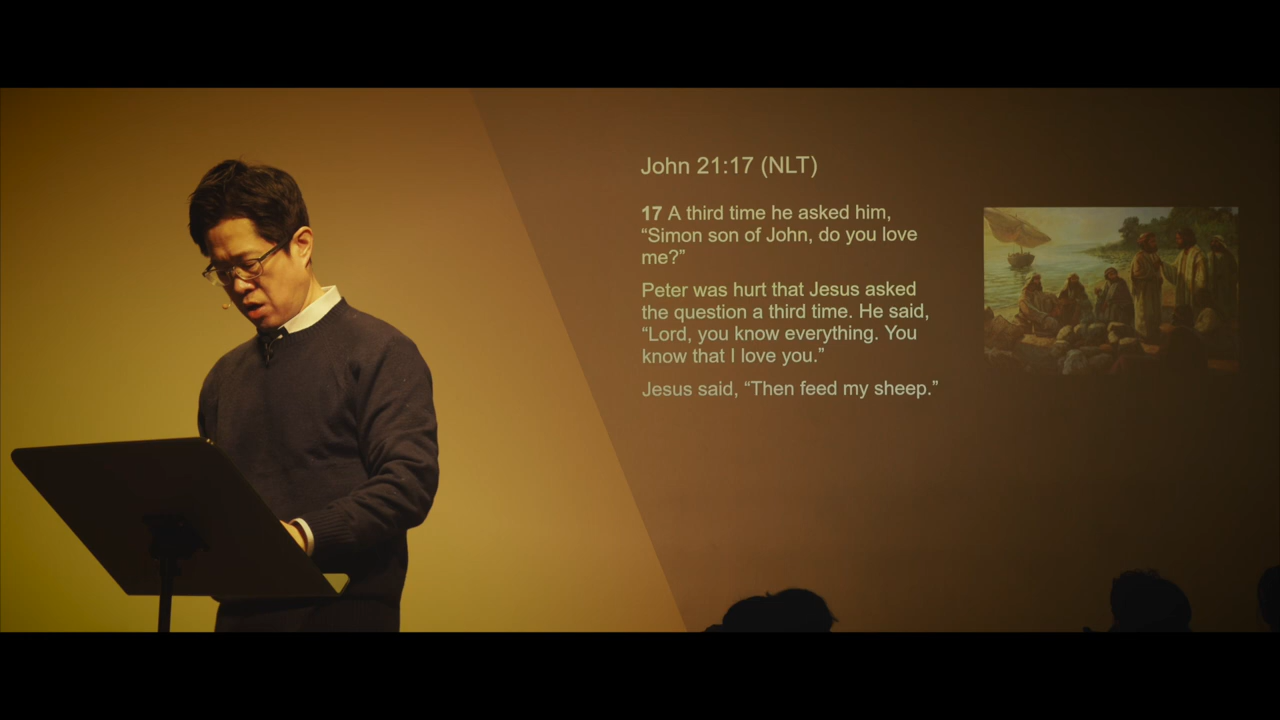 John 21:17 (NLT)
17 A third time he asked him,
“Simon son of John, do you love
me?”
Peter was hurt that Jesus asked
the question a third time. He said,
“Lord, you know everything. You
know that I love you.”
Jesus said, “Then feed my sheep.”